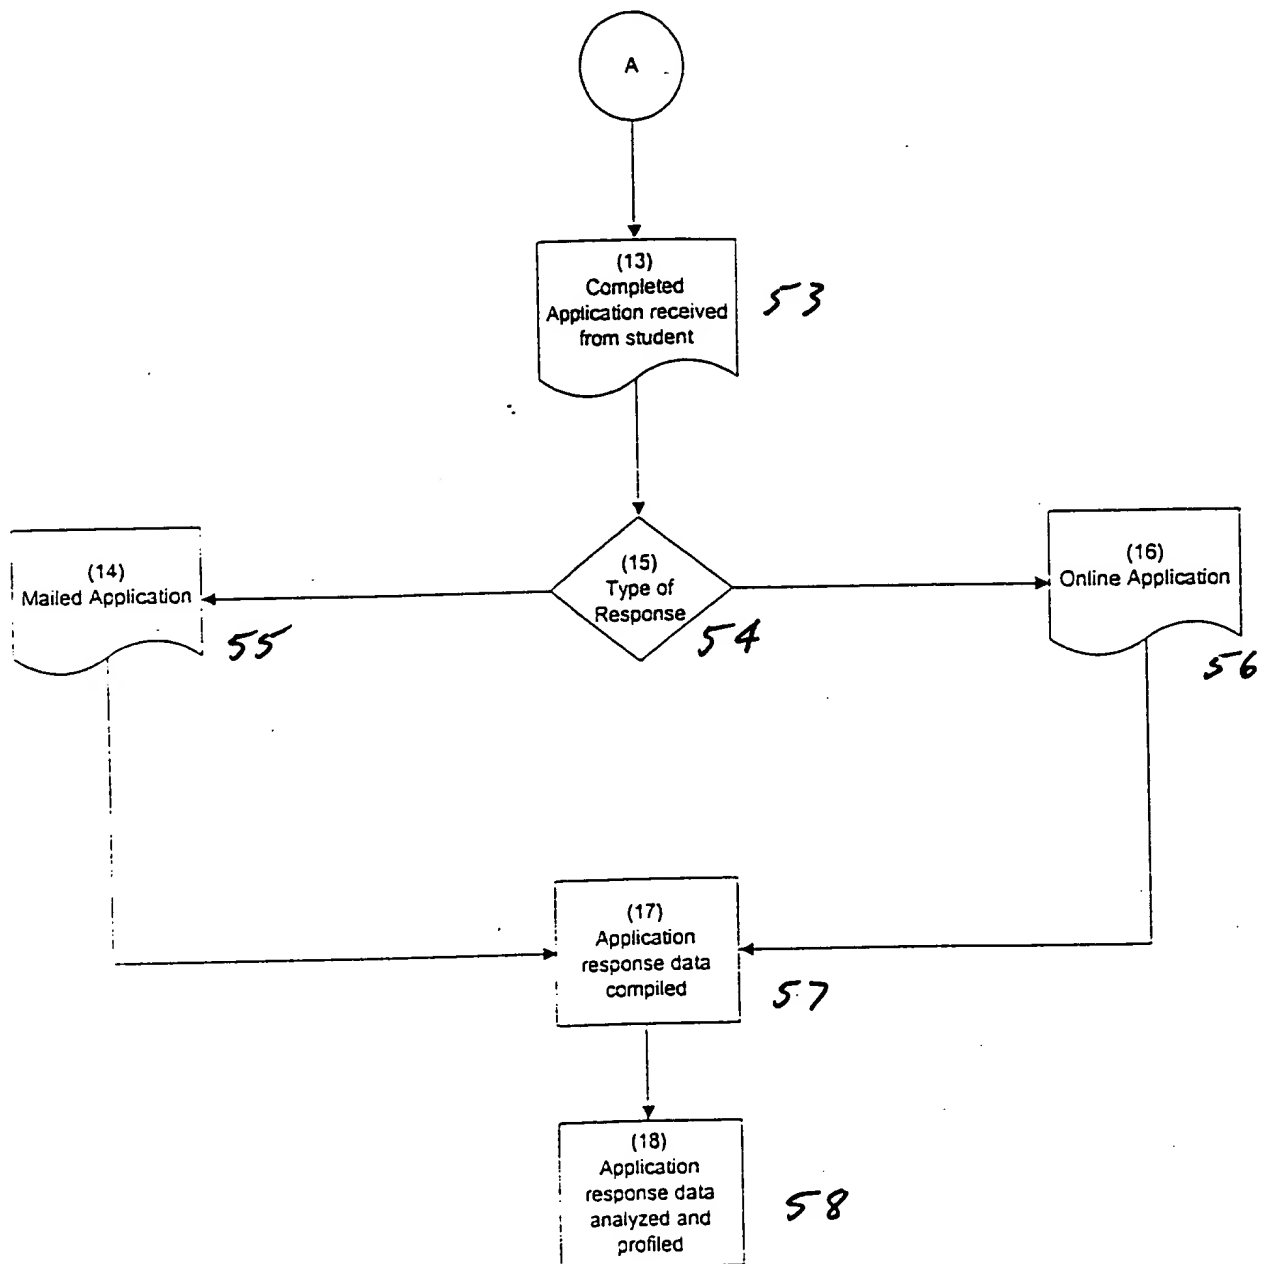 A
(13)
Completed
Application received
from student
53
(15)
Type of
Response
54
(14)
Mailed Application
55
(16)
Online Application
56
(17)
Application
response data
compiled
57
(18)
Application
response data
analyzed and
profiled
58